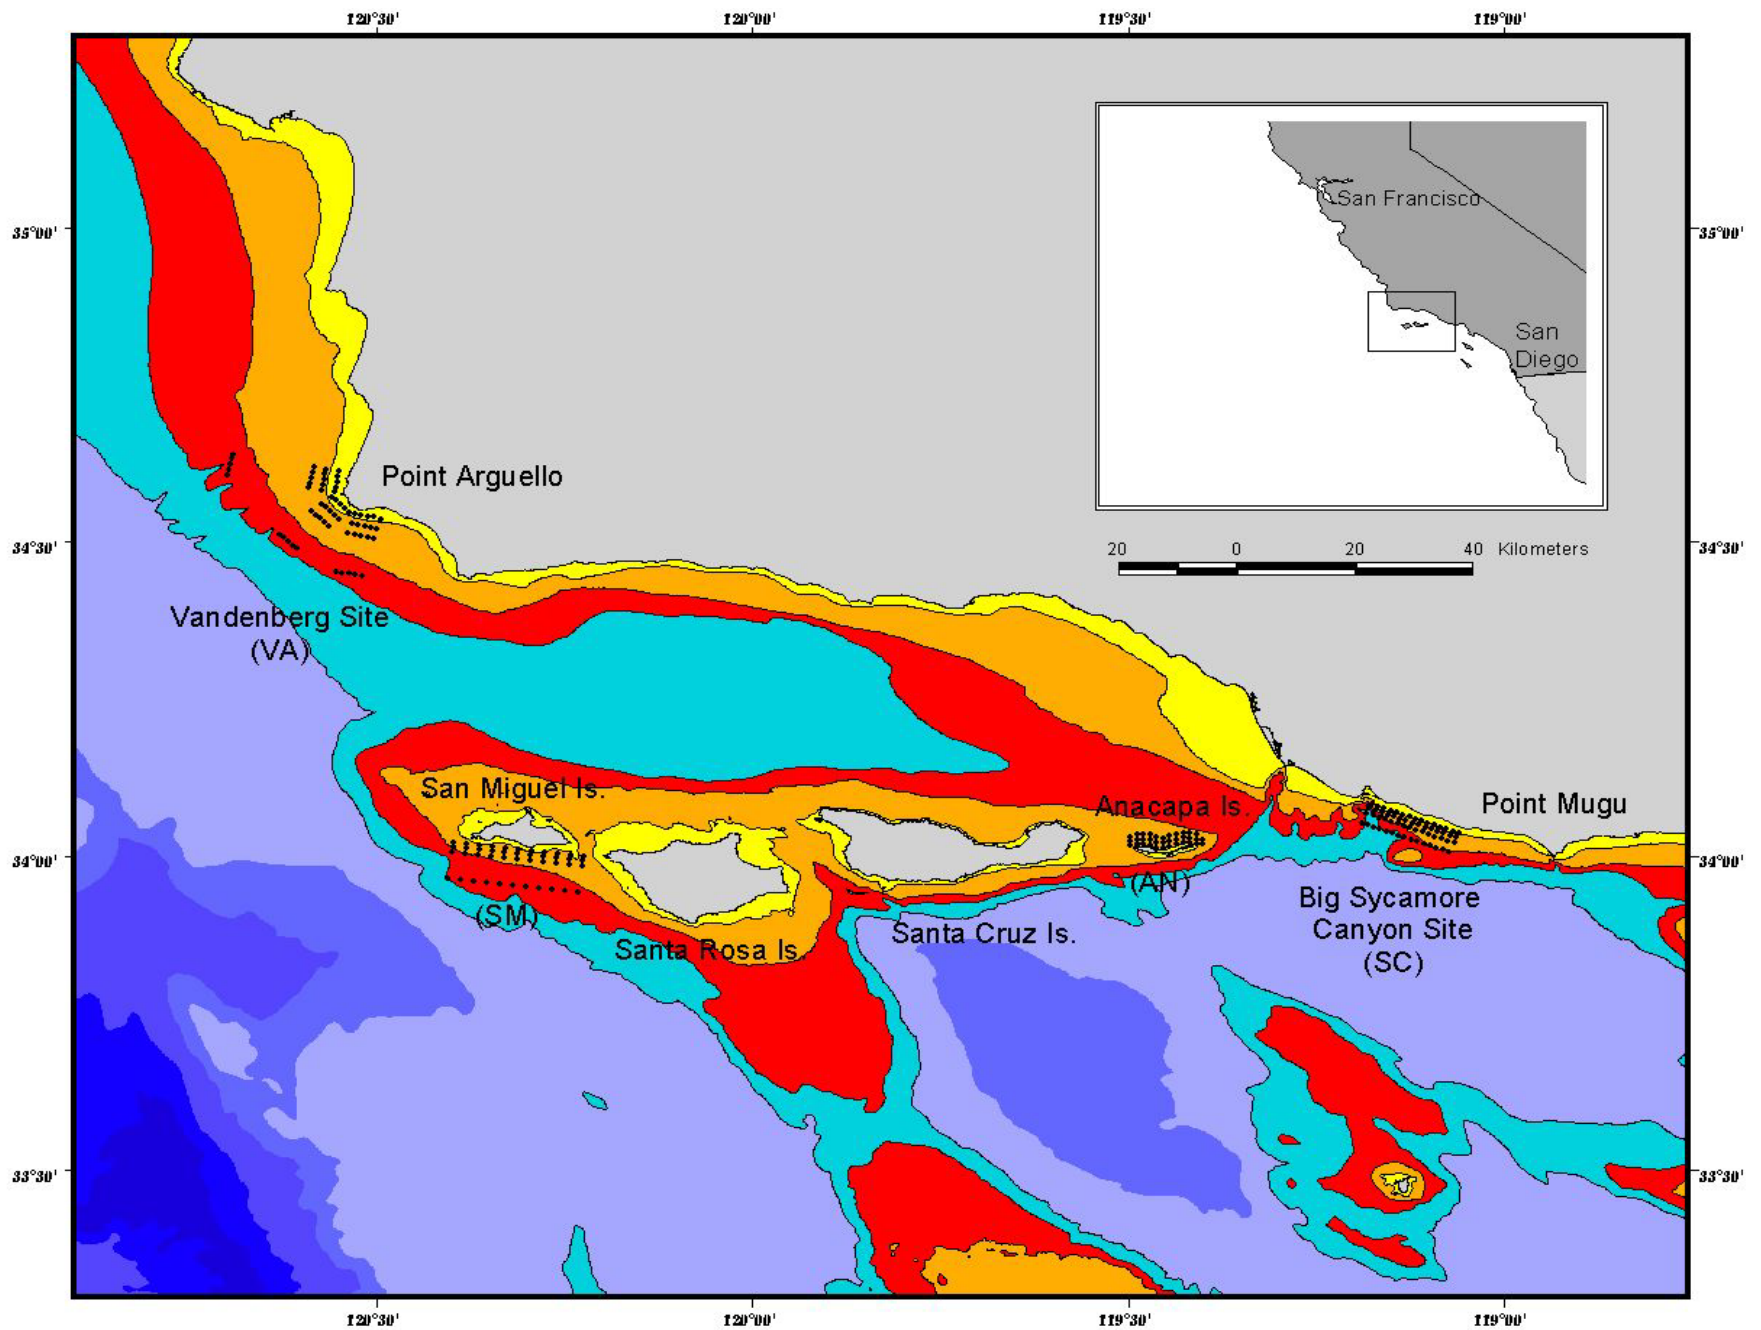 120°30' 120°00' 119°30' 119°00'
San Francisco
35°00' 35°00'
San
Diego
Point Arguello
34°30' 34°30'
20 0 20 40 Kilometers
Vandenberg Site
(VA)
San Miguel Is.
Anacapa Is.
Point Mugu
34°00' 34°00'
(AN)
(SM)
Big Sycamore
Canyon Site
(SC)
Santa Rosa Is.
Santa Cruz Is.
33°30' 33°30'
120°30' 120°00' 119°30' 119°00'